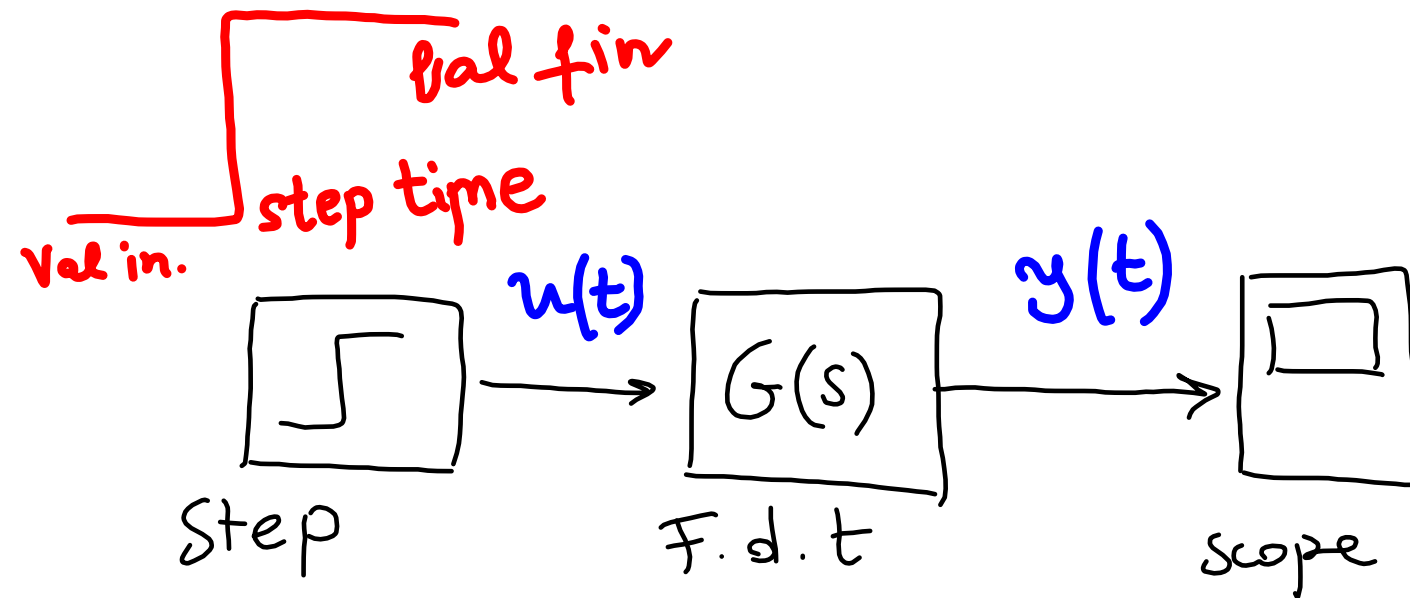 val fin
step time
Val in.
u(t)
y(t)
G(s)
Step
F.d.t
scope